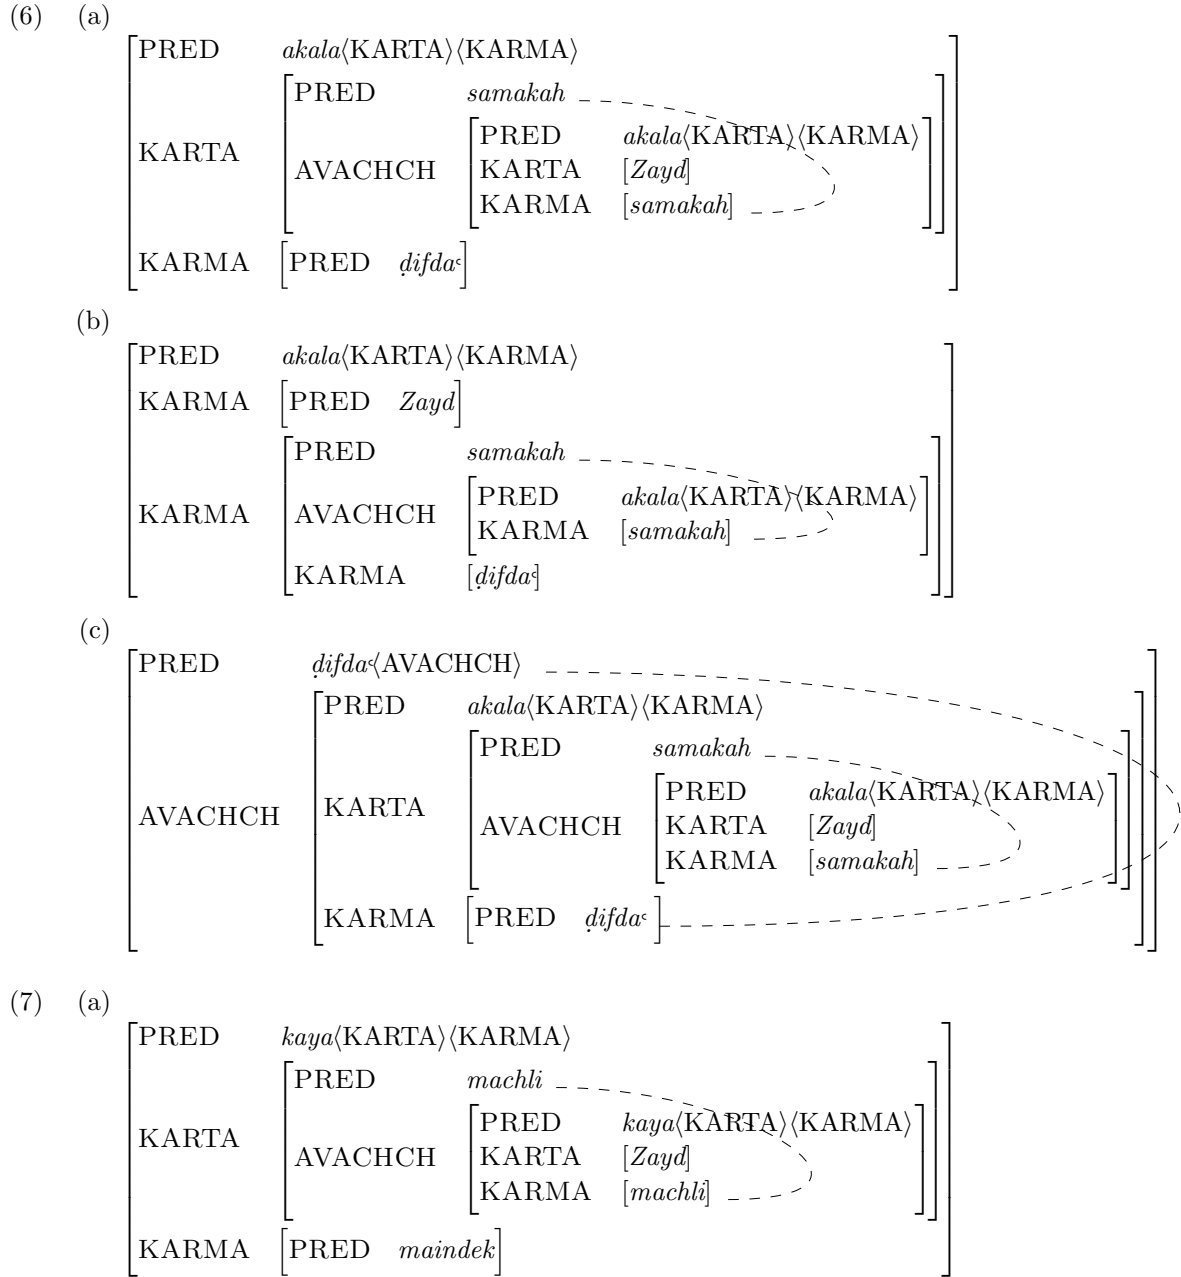 (6) (a)
PRED akala⟨KARTA⟩⟨KARMA⟩
PRED samakah
PRED akala⟨KARTA⟩⟨KARMA⟩
KARTA
AVACHCH KARTA [Zayd]
KARMA [samakah]
KARMA [PRED ḍifdaʿ]
(b)
PRED akala⟨KARTA⟩⟨KARMA⟩
KARMA [PRED Zayd]
PRED samakah
PRED akala⟨KARTA⟩⟨KARMA⟩
KARMA AVACHCH
KARMA [samakah]
KARMA [ḍifdaʿ]
(c)
PRED ḍifdaʿ⟨AVACHCH⟩
PRED akala⟨KARTA⟩⟨KARMA⟩
PRED samakah
PRED akala⟨KARTA⟩⟨KARMA⟩
AVACHCH KARTA AVACHCH KARTA [Zayd]
KARMA [samakah]
KARMA [PRED ḍifdaʿ]
(7) (a)
PRED kaya⟨KARTA⟩⟨KARMA⟩
PRED machli
PRED kaya⟨KARTA⟩⟨KARMA⟩
KARTA
AVACHCH KARTA [Zayd]
KARMA [machli]
KARMA [PRED maindek]